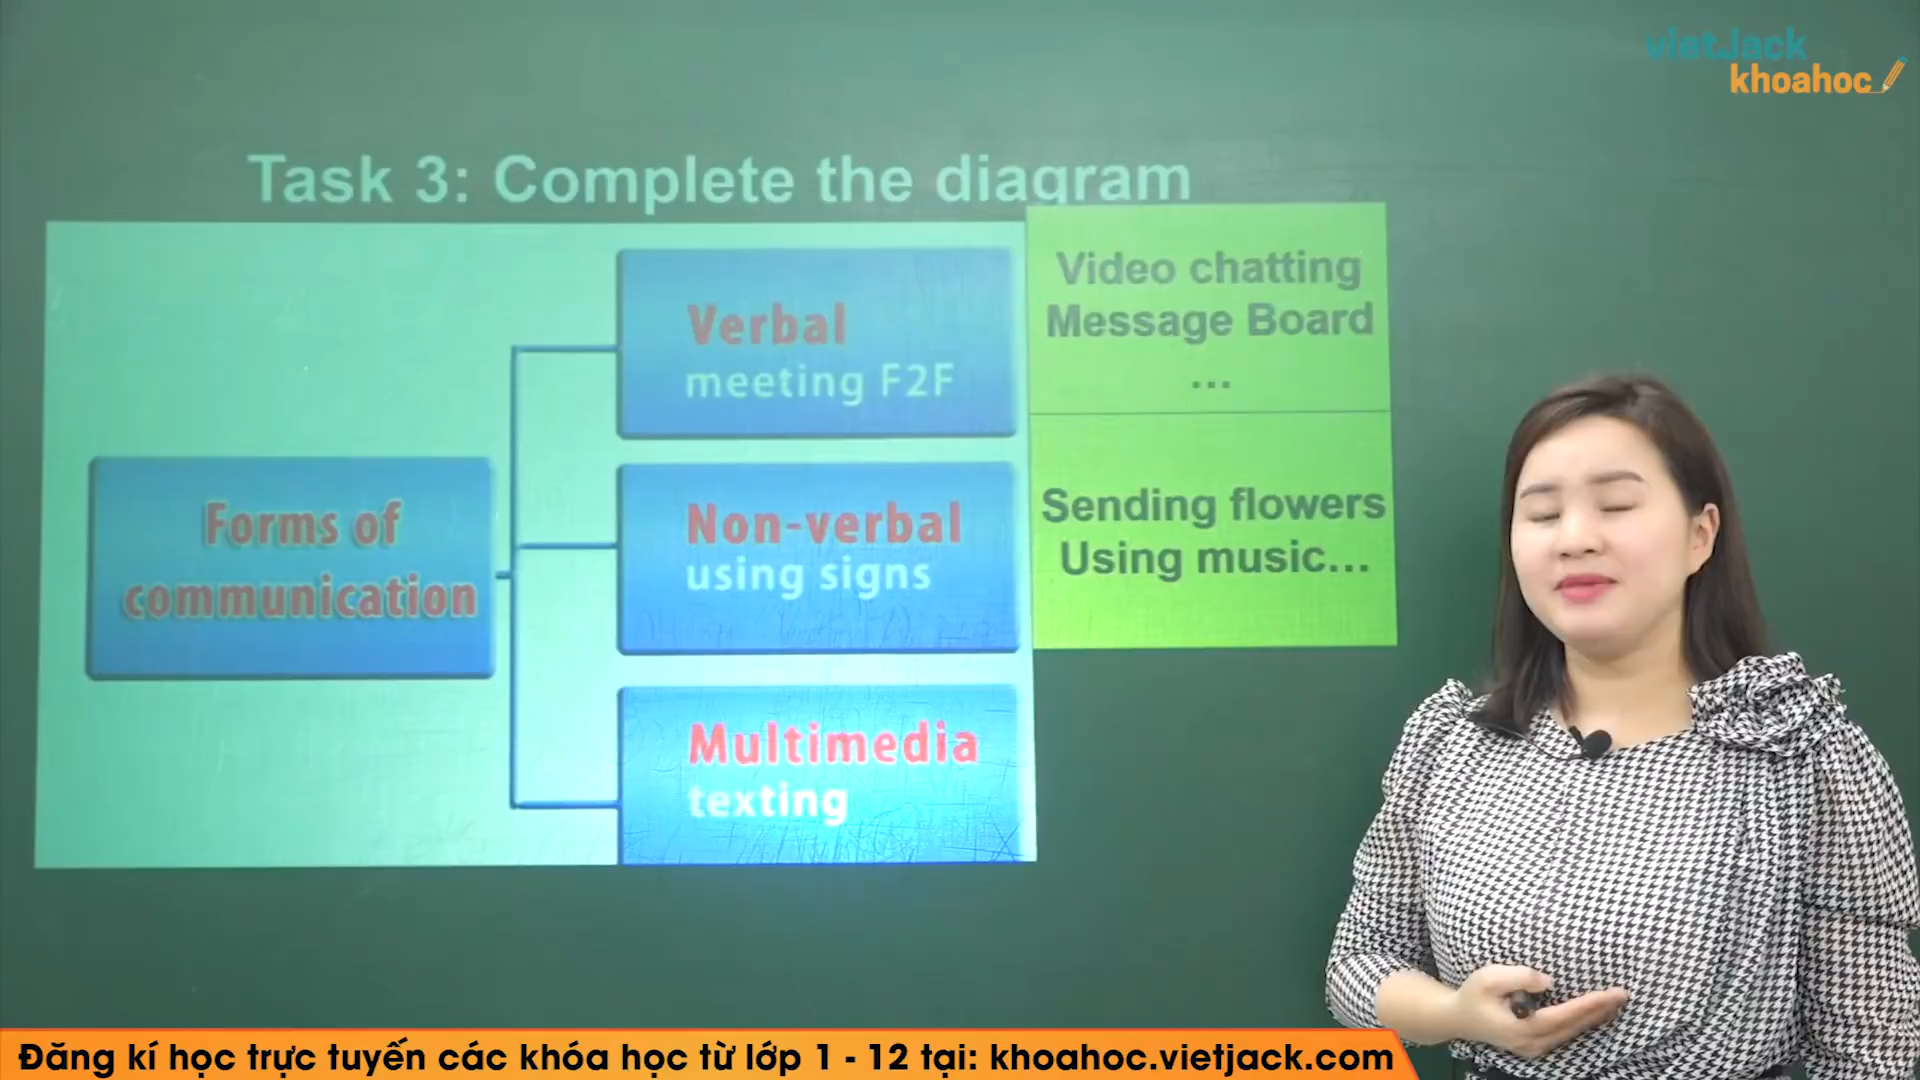 vietJack
khoahoc
Task 3: Complete the diagram
Verbal
meeting F2F
Video chatting
Message Board
...
Forms of
communication
Non-verbal
using signs
Sending flowers
Using music...
Multimedia
texting
Đăng kí học trực tuyến các khóa học từ lớp 1 - 12 tại: khoahoc.vietjack.com